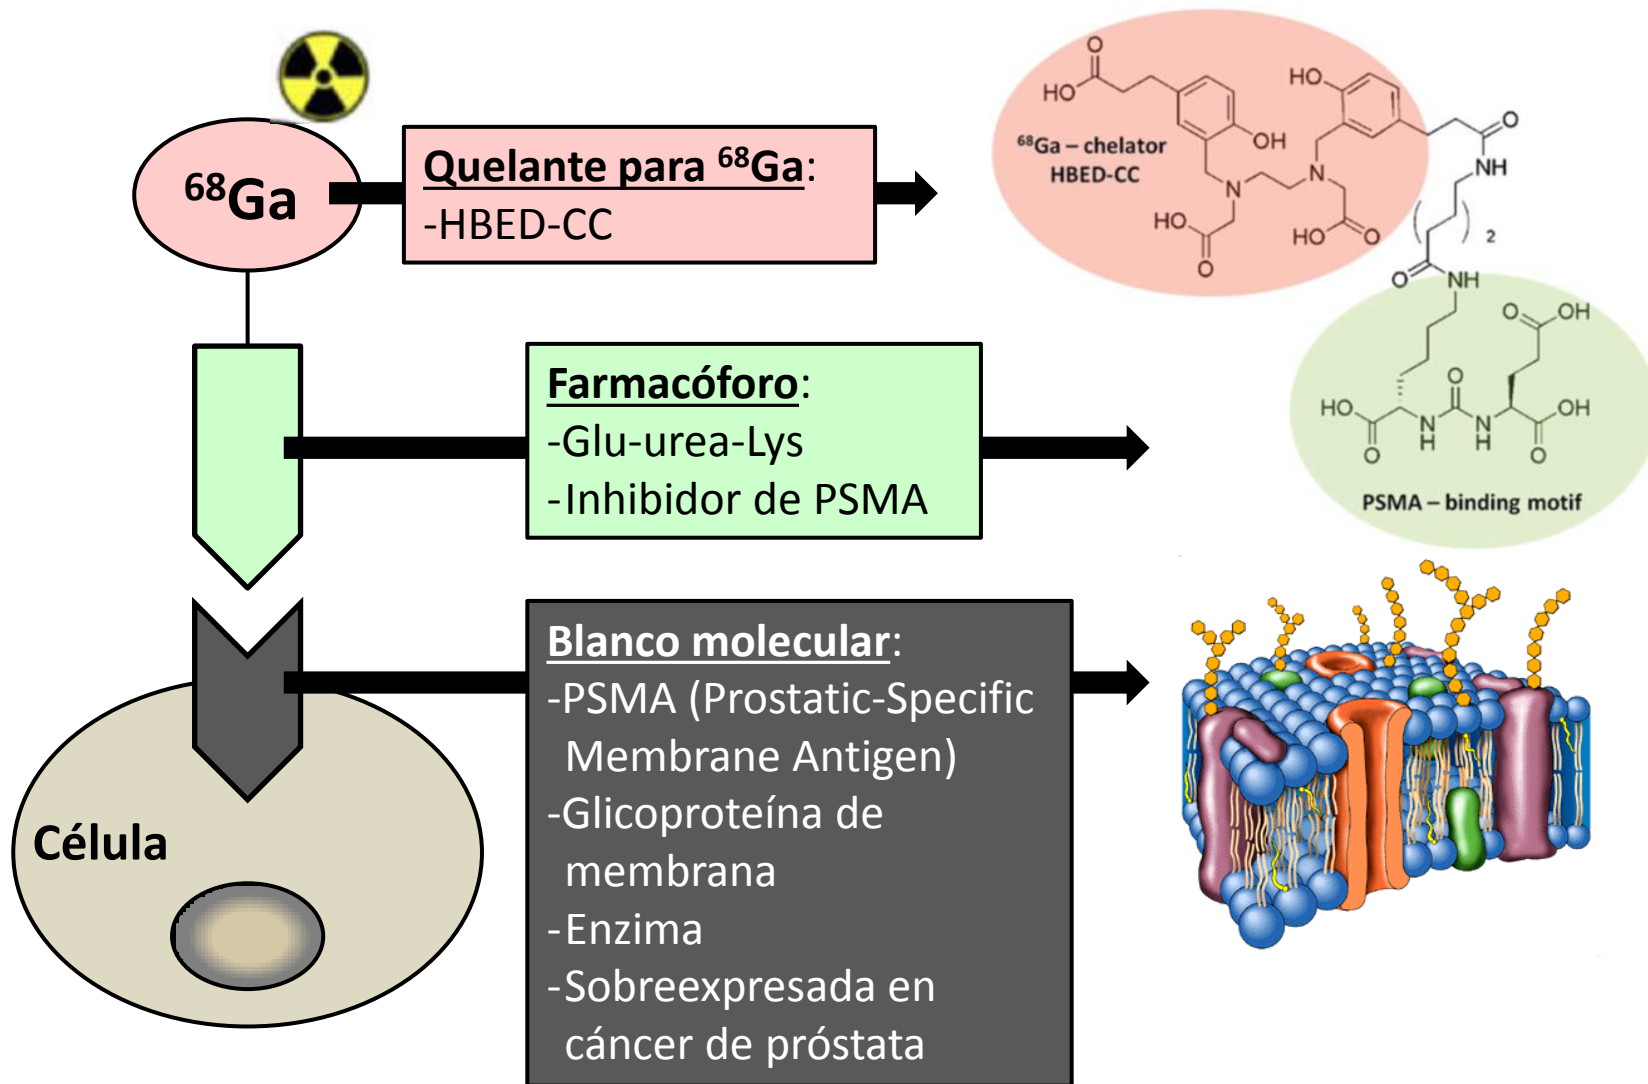 ⁶⁸Ga
Quelante para ⁶⁸Ga:
-HBED-CC
Farmacóforo:
-Glu-urea-Lys
-Inhibidor de PSMA
Blanco molecular:
-PSMA (Prostatic-Specific
Membrane Antigen)
-Glicoproteína de
membrana
-Enzima
-Sobreexpresada en
cáncer de próstata
Célula
O
HO
OH
HO
⁶⁸Ga – chelator
HBED-CC
N
N
HO
O
HO
O
O
NH
2
O
NH
O
OH
O
HO
O
N
H
N
H
O
OH
O
PSMA – binding motif